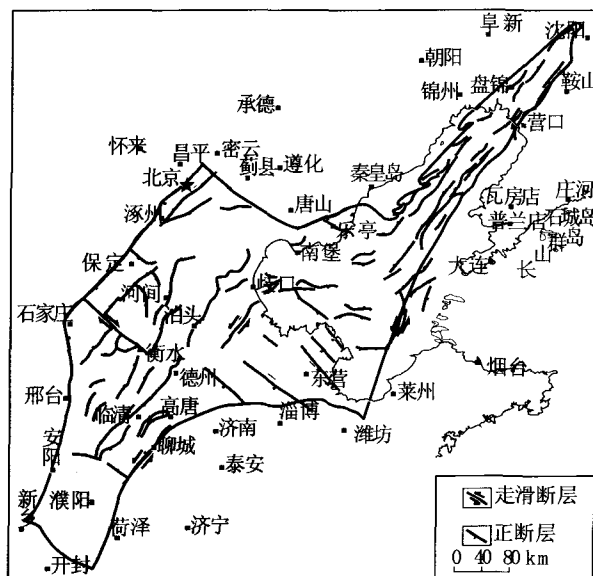 阜新
沈阳
朝阳
锦州
盘锦
鞍山
承德
营口
怀来
昌平
密云
蓟县
遵化
北京
秦皇岛
瓦房店
庄河
涿州
唐山
乐亭
普兰店
石城岛
群岛
山
长
南堡
大连
保定
河间
歧口
石家庄
泊头
衡水
德州
东营
烟台
莱州
邢台
临清
高唐
淄博
济南
潍坊
聊城
安阳
泰安
新
濮阳
菏泽
济宁
开封
走滑断层
正断层
0 40 80 km